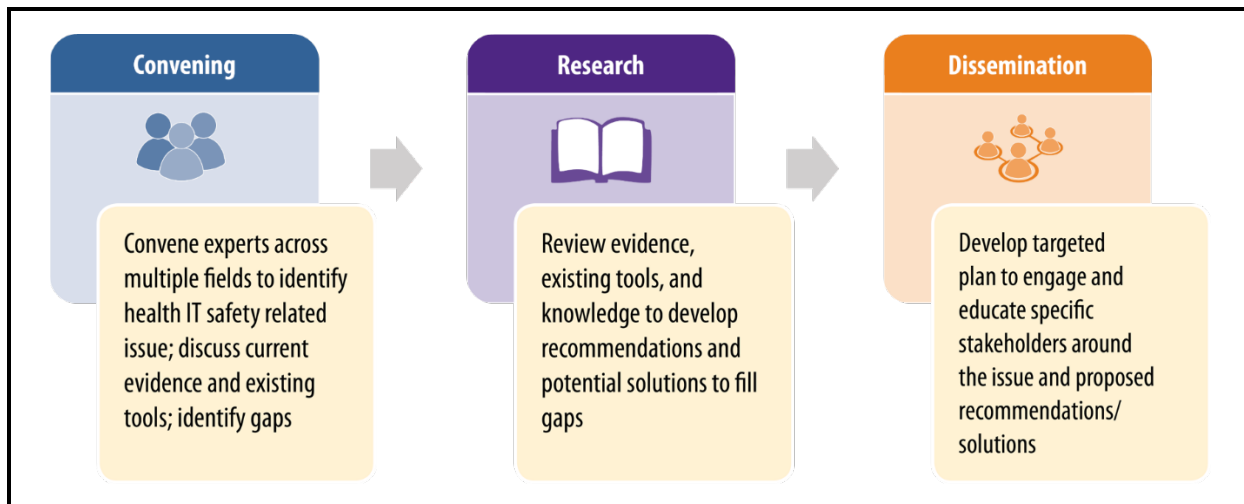 Convening
Convene experts across
multiple fields to identify
health IT safety related
issue; discuss current
evidence and existing
tools; identify gaps
Research
Review evidence,
existing tools, and
knowledge to develop
recommendations and
potential solutions to fill
gaps
Dissemination
Develop targeted
plan to engage and
educate specific
stakeholders around
the issue and proposed
recommendations/
solutions